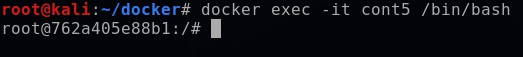 root@kali:~/docker# docker exec -it cont5 /bin/bash
root@762a405e88b1:/#